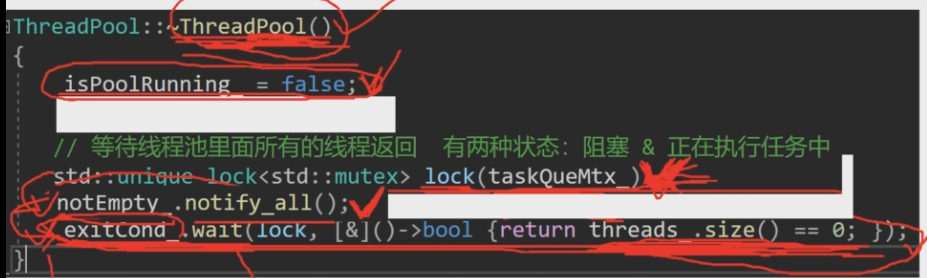 ThreadPool::~ThreadPool()
{
isPoolRunning_ = false;
// 等待线程池里面所有的线程返回 有两种状态：阻塞 & 正在执行任务中
std::unique_lock<std::mutex> lock(taskQueMtx_)
notEmpty_.notify_all();
exitCond_.wait(lock, [&]()->bool {return threads_.size() == 0; });
}